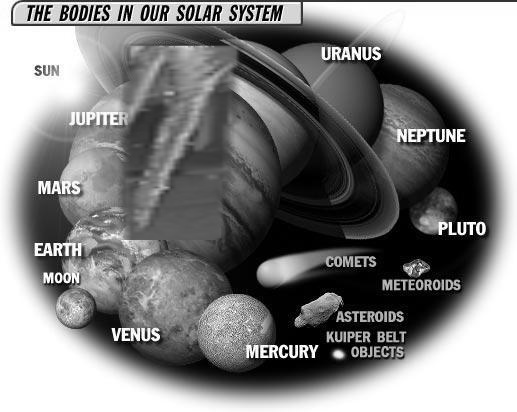 THE BODIES IN OUR SOLAR SYSTEM
SUN
URANUS
JUPITER
NEPTUNE
MARS
PLUTO
EARTH
COMETS
MOON
METEOROIDS
ASTEROIDS
VENUS
KUIPER BELT
OBJECTS
MERCURY